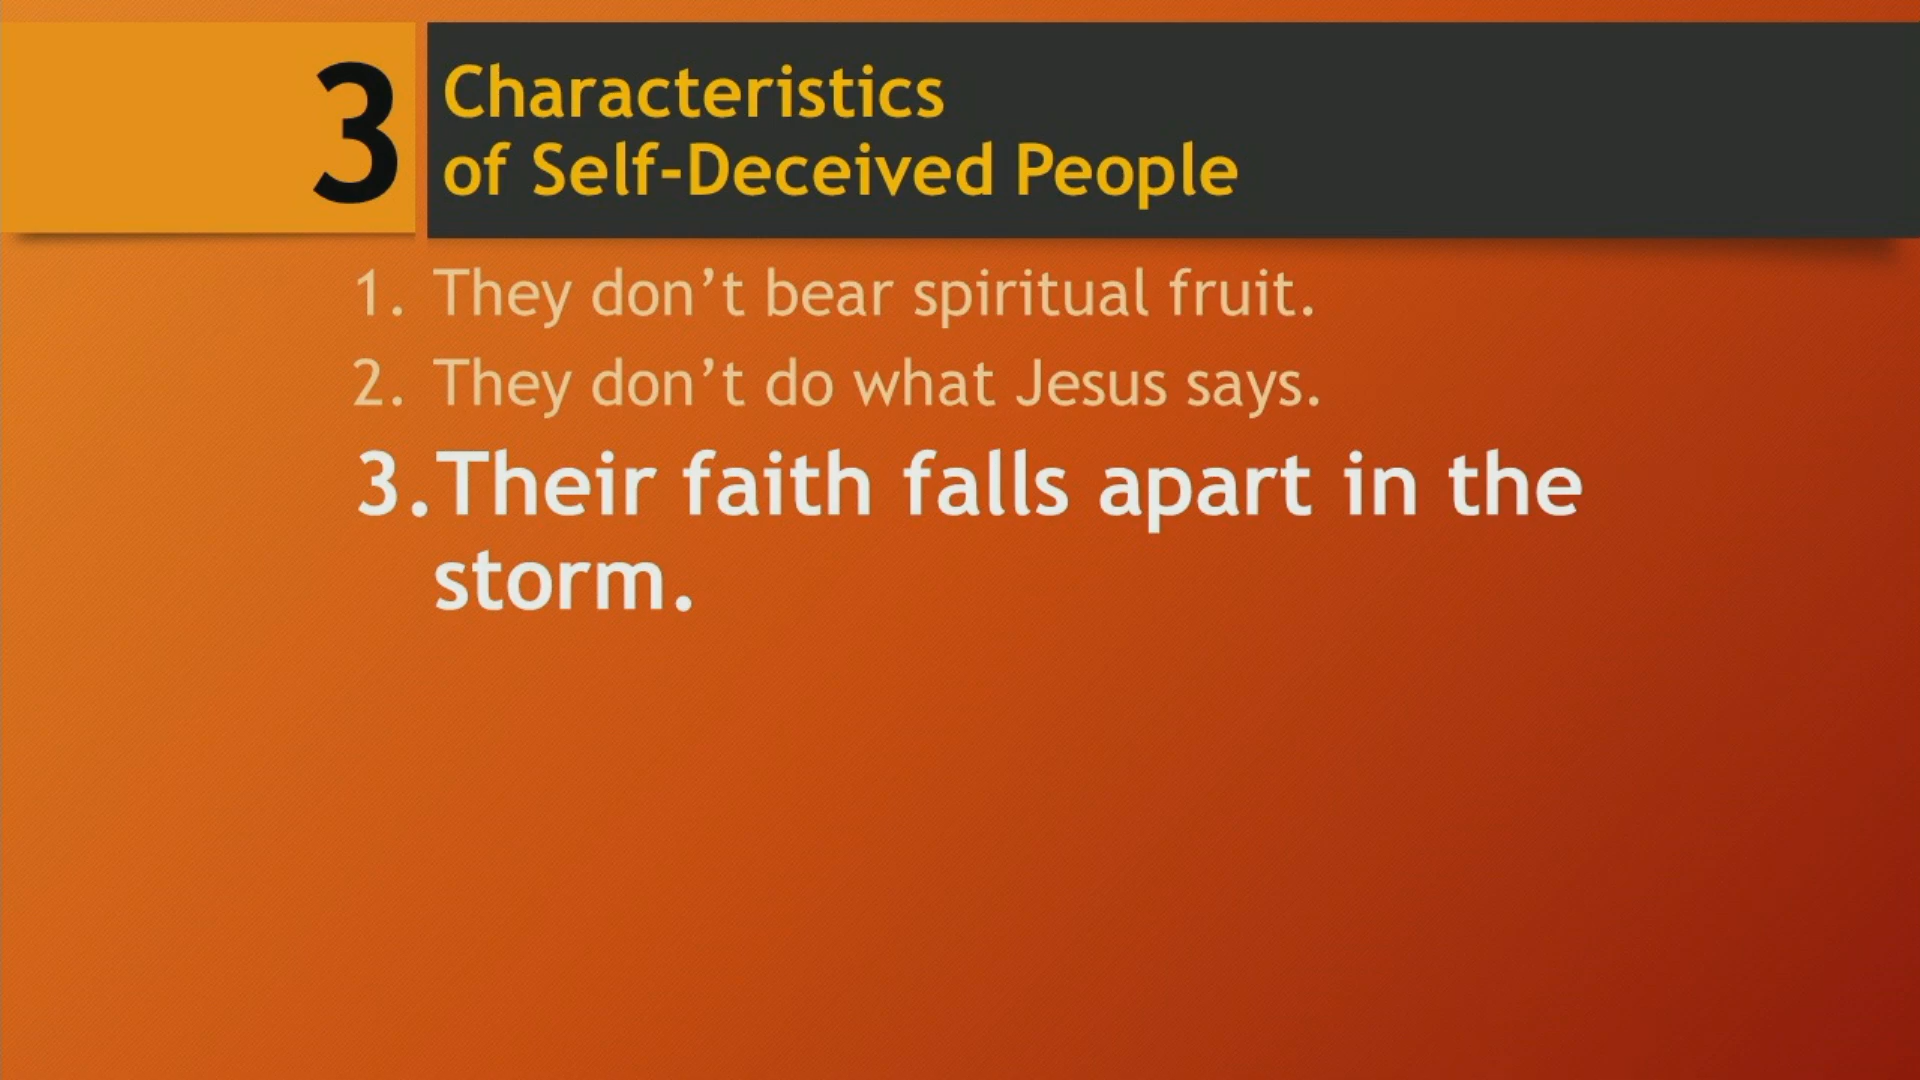 3
Characteristics
of Self-Deceived People
1. They don’t bear spiritual fruit.
2. They don’t do what Jesus says.
3. Their faith falls apart in the
storm.